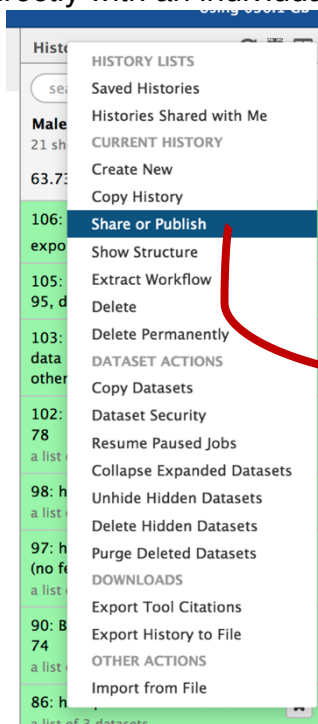 Histo
HISTORY LISTS
Saved Histories
Histories Shared with Me
CURRENT HISTORY
Create New
Copy History
Share or Publish
Show Structure
Extract Workflow
Delete
Delete Permanently
DATASET ACTIONS
Copy Datasets
Dataset Security
Resume Paused Jobs
Collapse Expanded Datasets
Unhide Hidden Datasets
Delete Hidden Datasets
Purge Deleted Datasets
DOWNLOADS
Export Tool Citations
Export History to File
OTHER ACTIONS
Import from File
sea
Male
21 sh
63.73
106:
expo
105:
95, d
103:
data
other
102:
78
a list
98: h
a list
97: h
(no fe
a list
90: B
74
a list
86: h